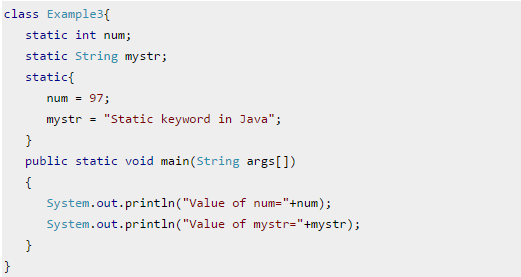 class Example3{
   static int num;
   static String mystr;
   static{
      num = 97;
      mystr = "Static keyword in Java";
   }
   public static void main(String args[])
   {
      System.out.println("Value of num="+num);
      System.out.println("Value of mystr="+mystr);
   }
}